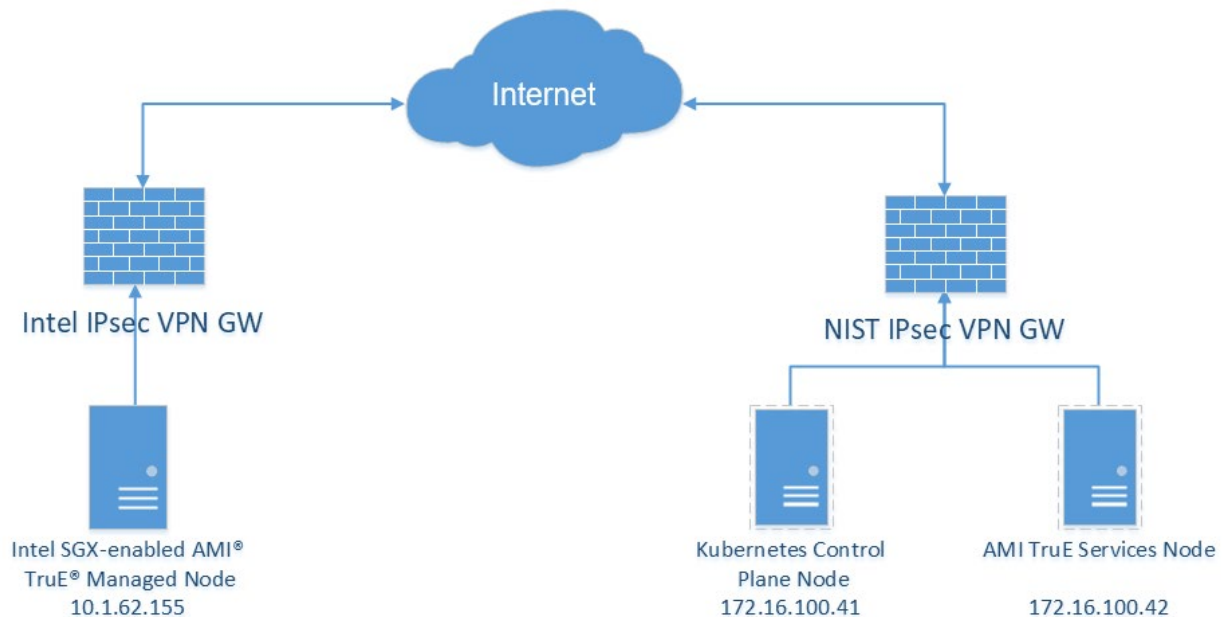 Internet
Intel IPsec VPN GW
NIST IPsec VPN GW
Intel SGX-enabled AMI®
TruE® Managed Node
10.1.62.155
Kubernetes Control
Plane Node
172.16.100.41
AMI TruE Services Node
172.16.100.42